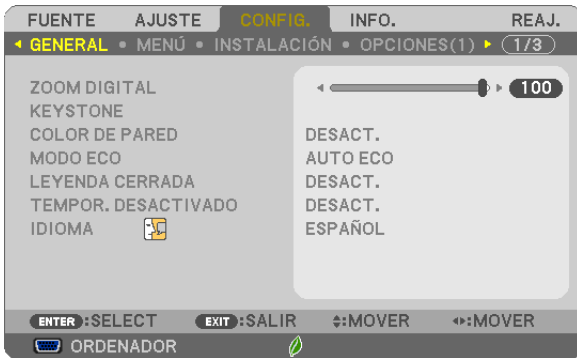 FUENTE AJUSTE CONFIG. INFO. REAJ.
GENERAL • MENÚ • INSTALACIÓN • OPCIONES(1) 1/3
ZOOM DIGITAL 100
KEYSTONE
COLOR DE PARED DESACT.
MODO ECO AUTO ECO
LEYENDA CERRADA DESACT.
TEMPOR. DESACTIVADO DESACT.
IDIOMA ESPAÑOL
ENTER :SELECT EXIT :SALIR :MOVER :MOVER
ORDENADOR